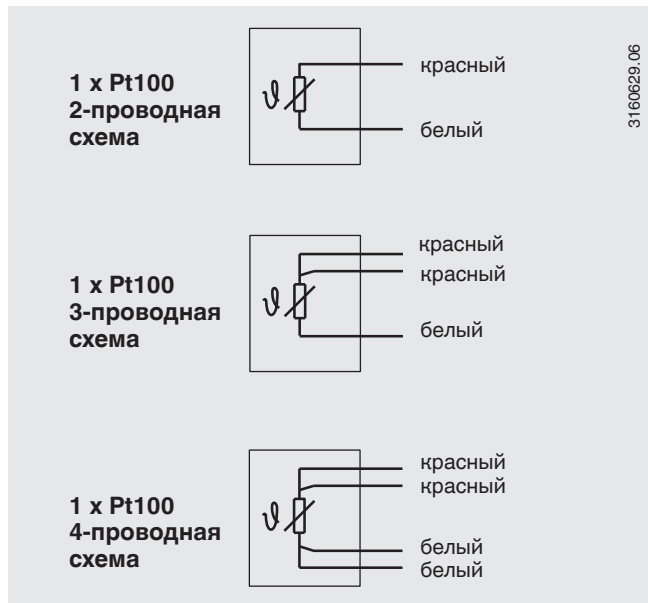 1 x Pt100
2-проводная
схема
красный
белый
3160629.06
1 x Pt100
3-проводная
схема
красный
красный
белый
1 x Pt100
4-проводная
схема
красный
красный
белый
белый
ϑ
ϑ
ϑ